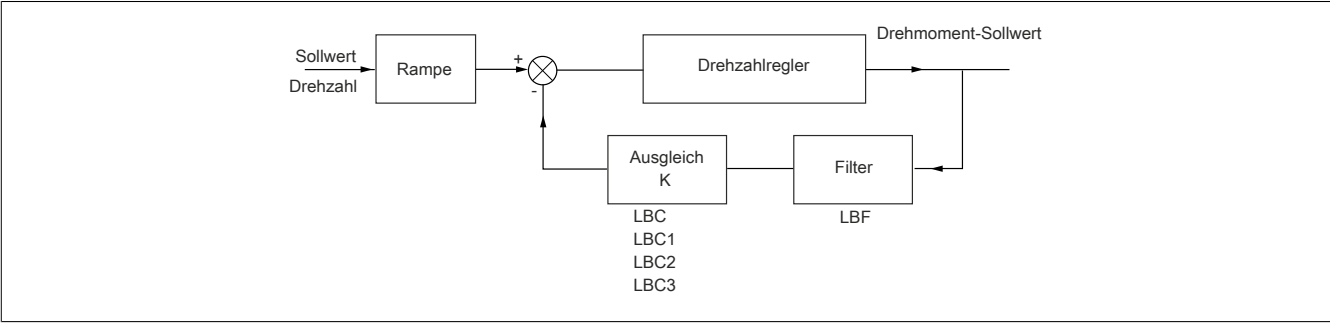 Sollwert
Drehzahl
Rampe
+
-
Drehzahlregler
Drehmoment-Sollwert
Ausgleich
K
Filter
LBC
LBC1
LBC2
LBC3
LBF